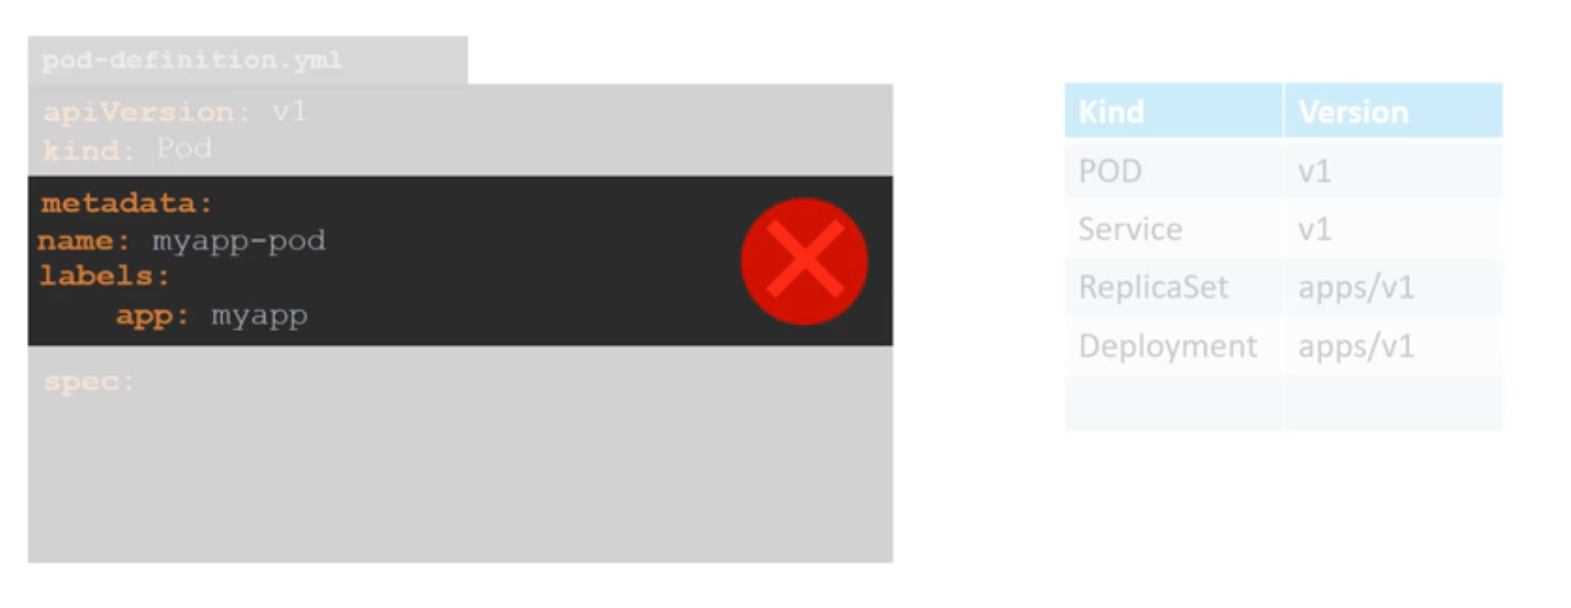 pod-definition.yml
apiVersion: v1
kind: Pod
metadata:
name: myapp-pod
labels:
    app: myapp
spec:
Kind Version
POD v1
Service v1
ReplicaSet apps/v1
Deployment apps/v1